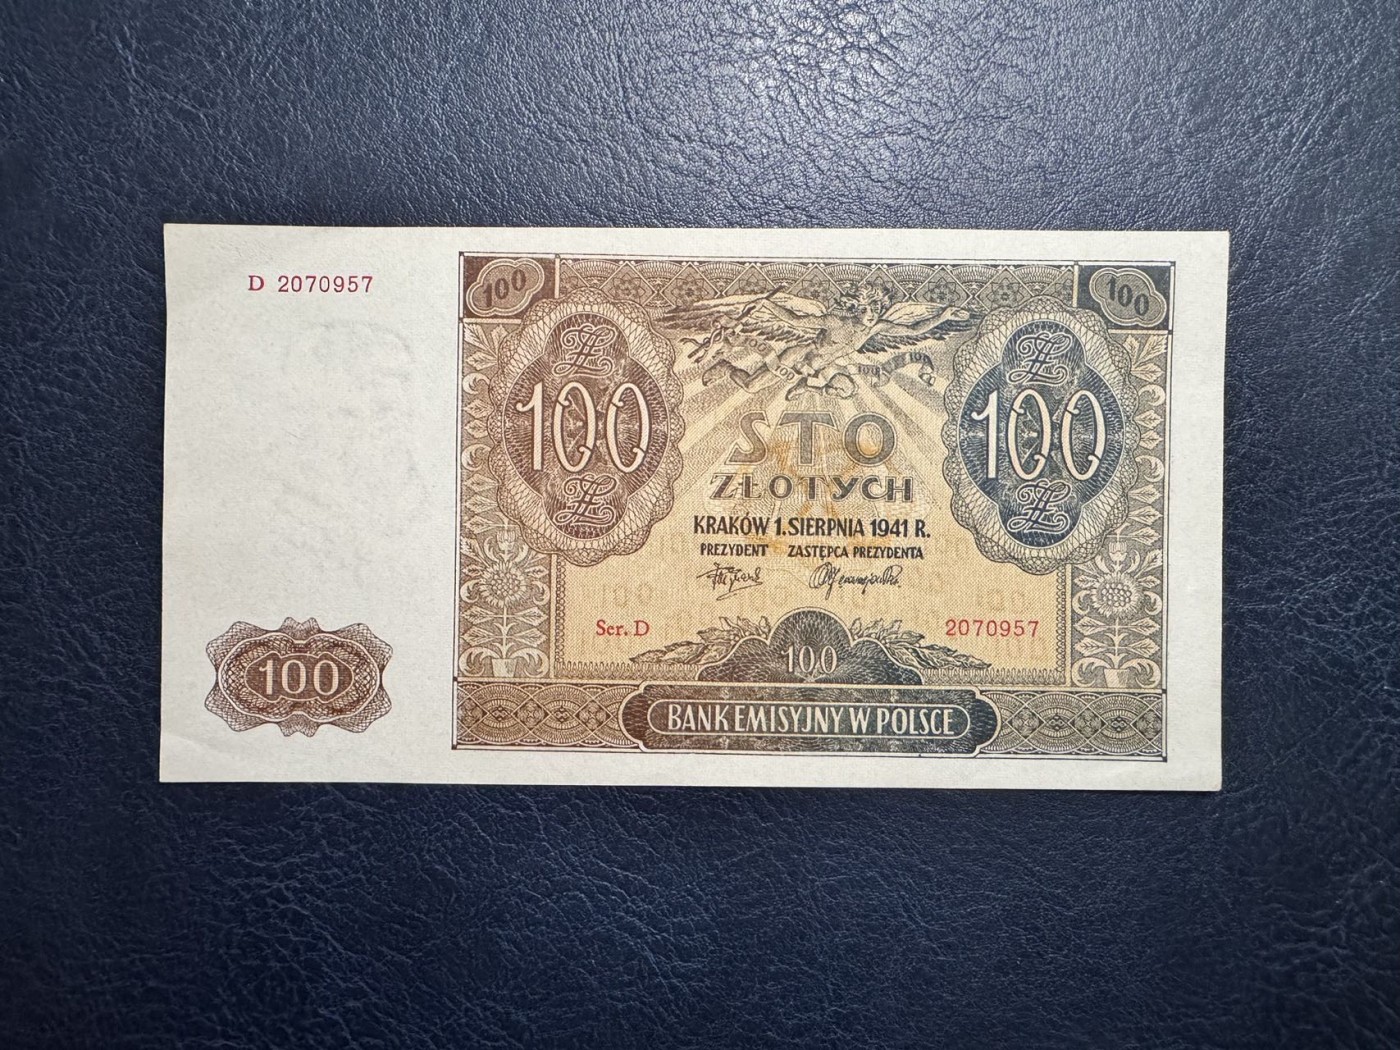 D 2070957
100 100
100 100
STO
ZŁOTYCH
KRAKÓW 1. SIERPNIA 1941 R.
PREZYDENT ZASTĘPCA PREZYDENTA
Ser. D 2070957
100
100
BANK EMISYJNY W POLSCE